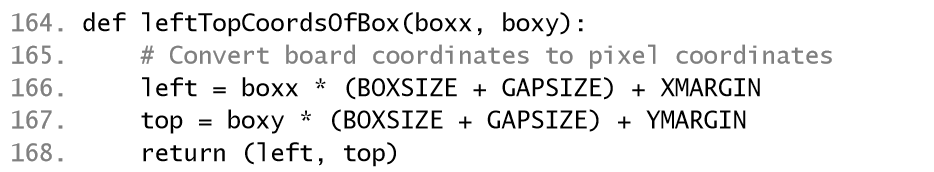 164. def leftTopCoordsOfBox(boxx, boxy):
165.     # Convert board coordinates to pixel coordinates
166.     left = boxx * (BOXSIZE + GAPSIZE) + XMARGIN
167.     top = boxy * (BOXSIZE + GAPSIZE) + YMARGIN
168.     return (left, top)